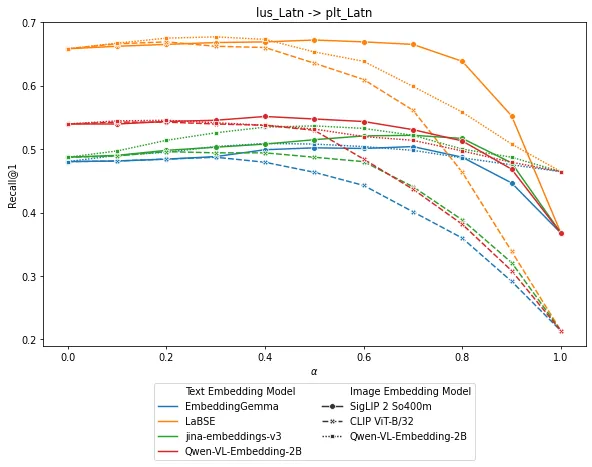 lus_Latn -> plt_Latn
0.7
0.6
0.5
0.4
0.3
0.2
Recall@1
0.0 0.2 0.4 0.6 0.8 1.0
α
Text Embedding Model Image Embedding Model
EmbeddingGemma SigLIP 2 So400m
LaBSE CLIP ViT-B/32
jina-embeddings-v3 Qwen-VL-Embedding-2B
Qwen-VL-Embedding-2B